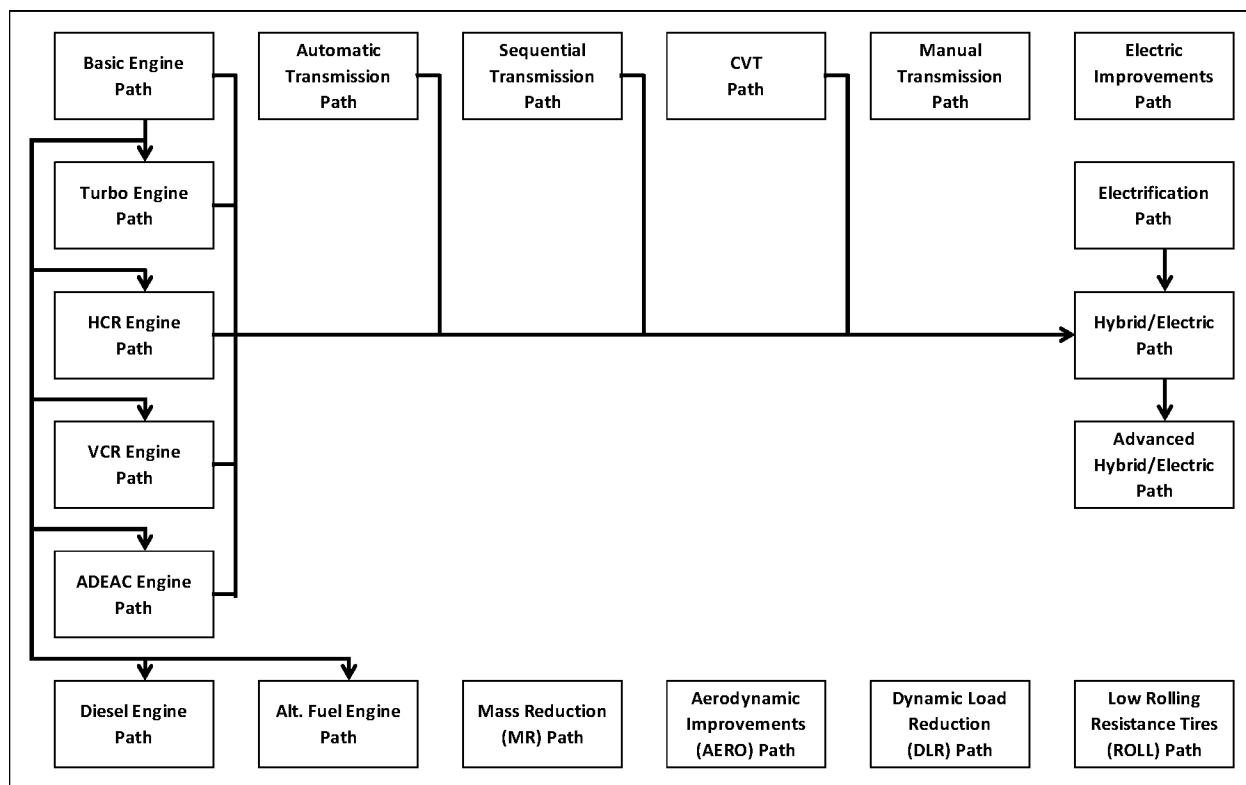 Basic Engine
Path
Automatic
Transmission
Path
Sequential
Transmission
Path
CVT
Path
Manual
Transmission
Path
Electric
Improvements
Path
Turbo Engine
Path
Electrification
Path
HCR Engine
Path
Hybrid/Electric
Path
VCR Engine
Path
Advanced
Hybrid/Electric
Path
ADEAC Engine
Path
Diesel Engine
Path
Alt. Fuel Engine
Path
Mass Reduction
(MR) Path
Aerodynamic
Improvements
(AERO) Path
Dynamic Load
Reduction
(DLR) Path
Low Rolling
Resistance Tires
(ROLL) Path